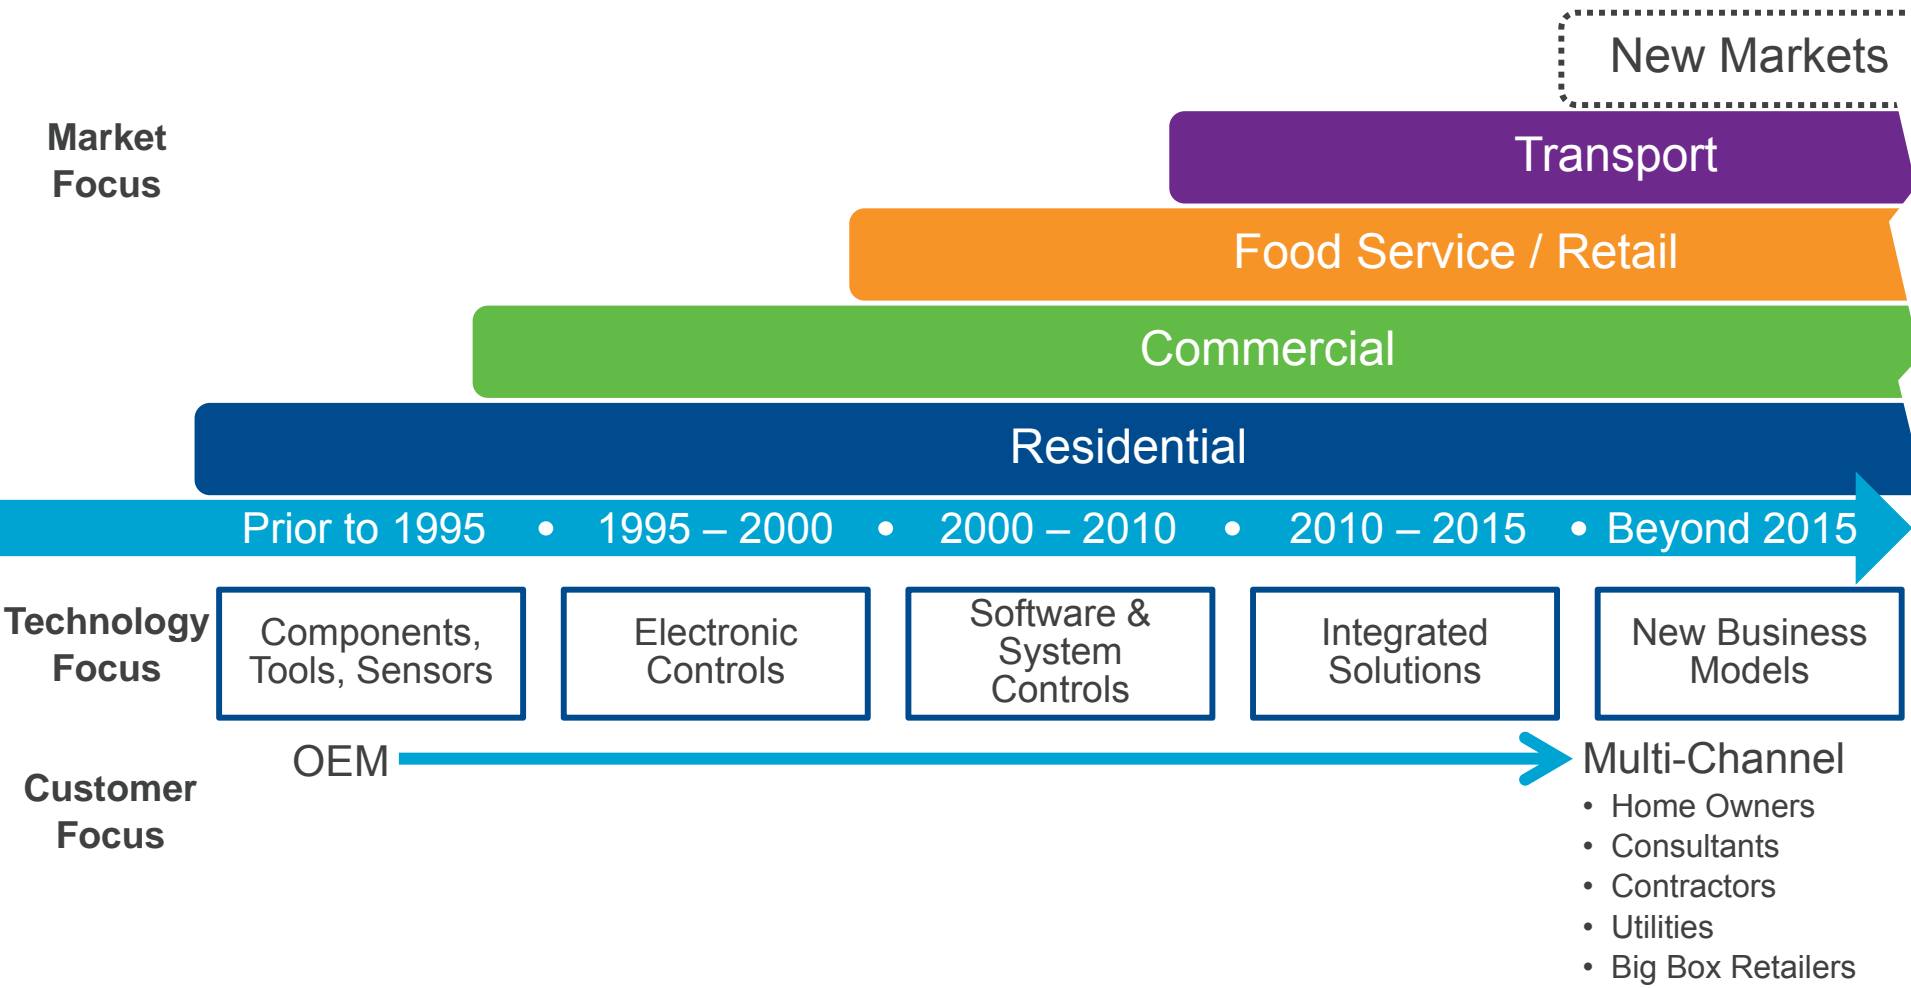 New Markets
Market
Focus
Transport
Food Service / Retail
Commercial
Residential
Prior to 1995 • 1995 – 2000 • 2000 – 2010 • 2010 – 2015 • Beyond 2015
Technology
Focus
Components,
Tools, Sensors
Electronic
Controls
Software &
System
Controls
Integrated
Solutions
New Business
Models
Customer
Focus
OEM
Multi-Channel
• Home Owners
• Consultants
• Contractors
• Utilities
• Big Box Retailers